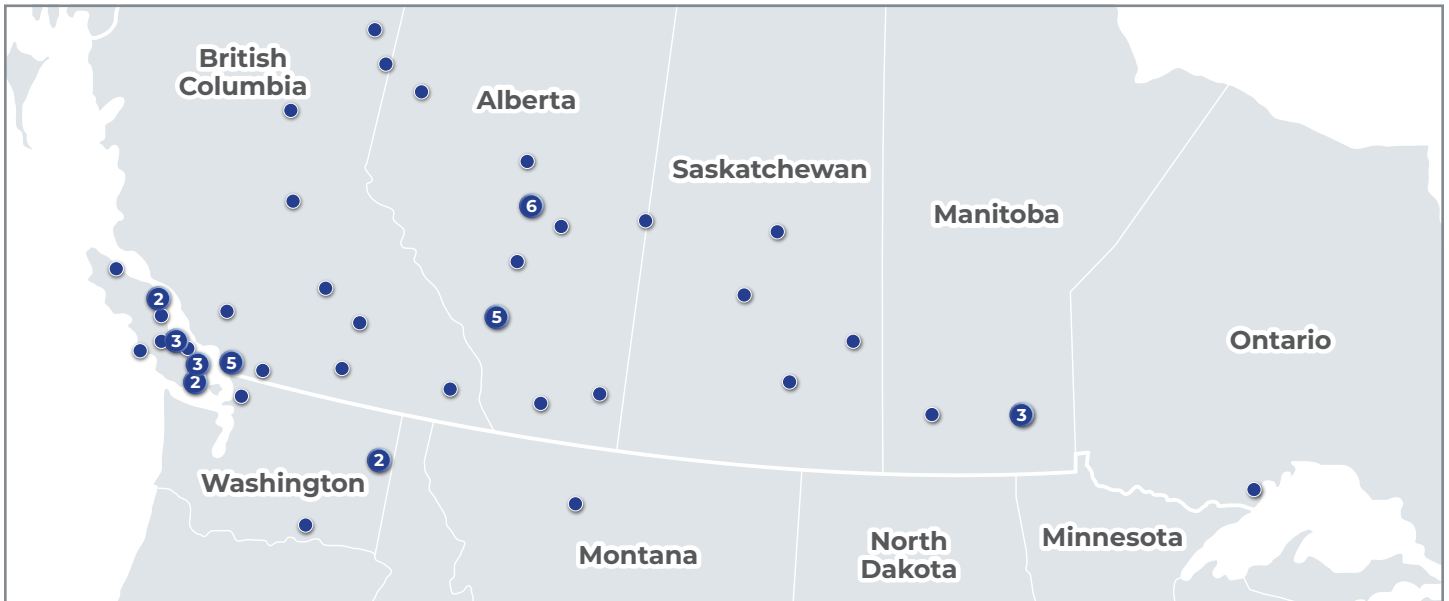 British
Columbia
Alberta
Saskatchewan
6
Manitoba
2
5
3
Ontario
3
5
2
3
2
Washington
North
Dakota
Minnesota
Montana